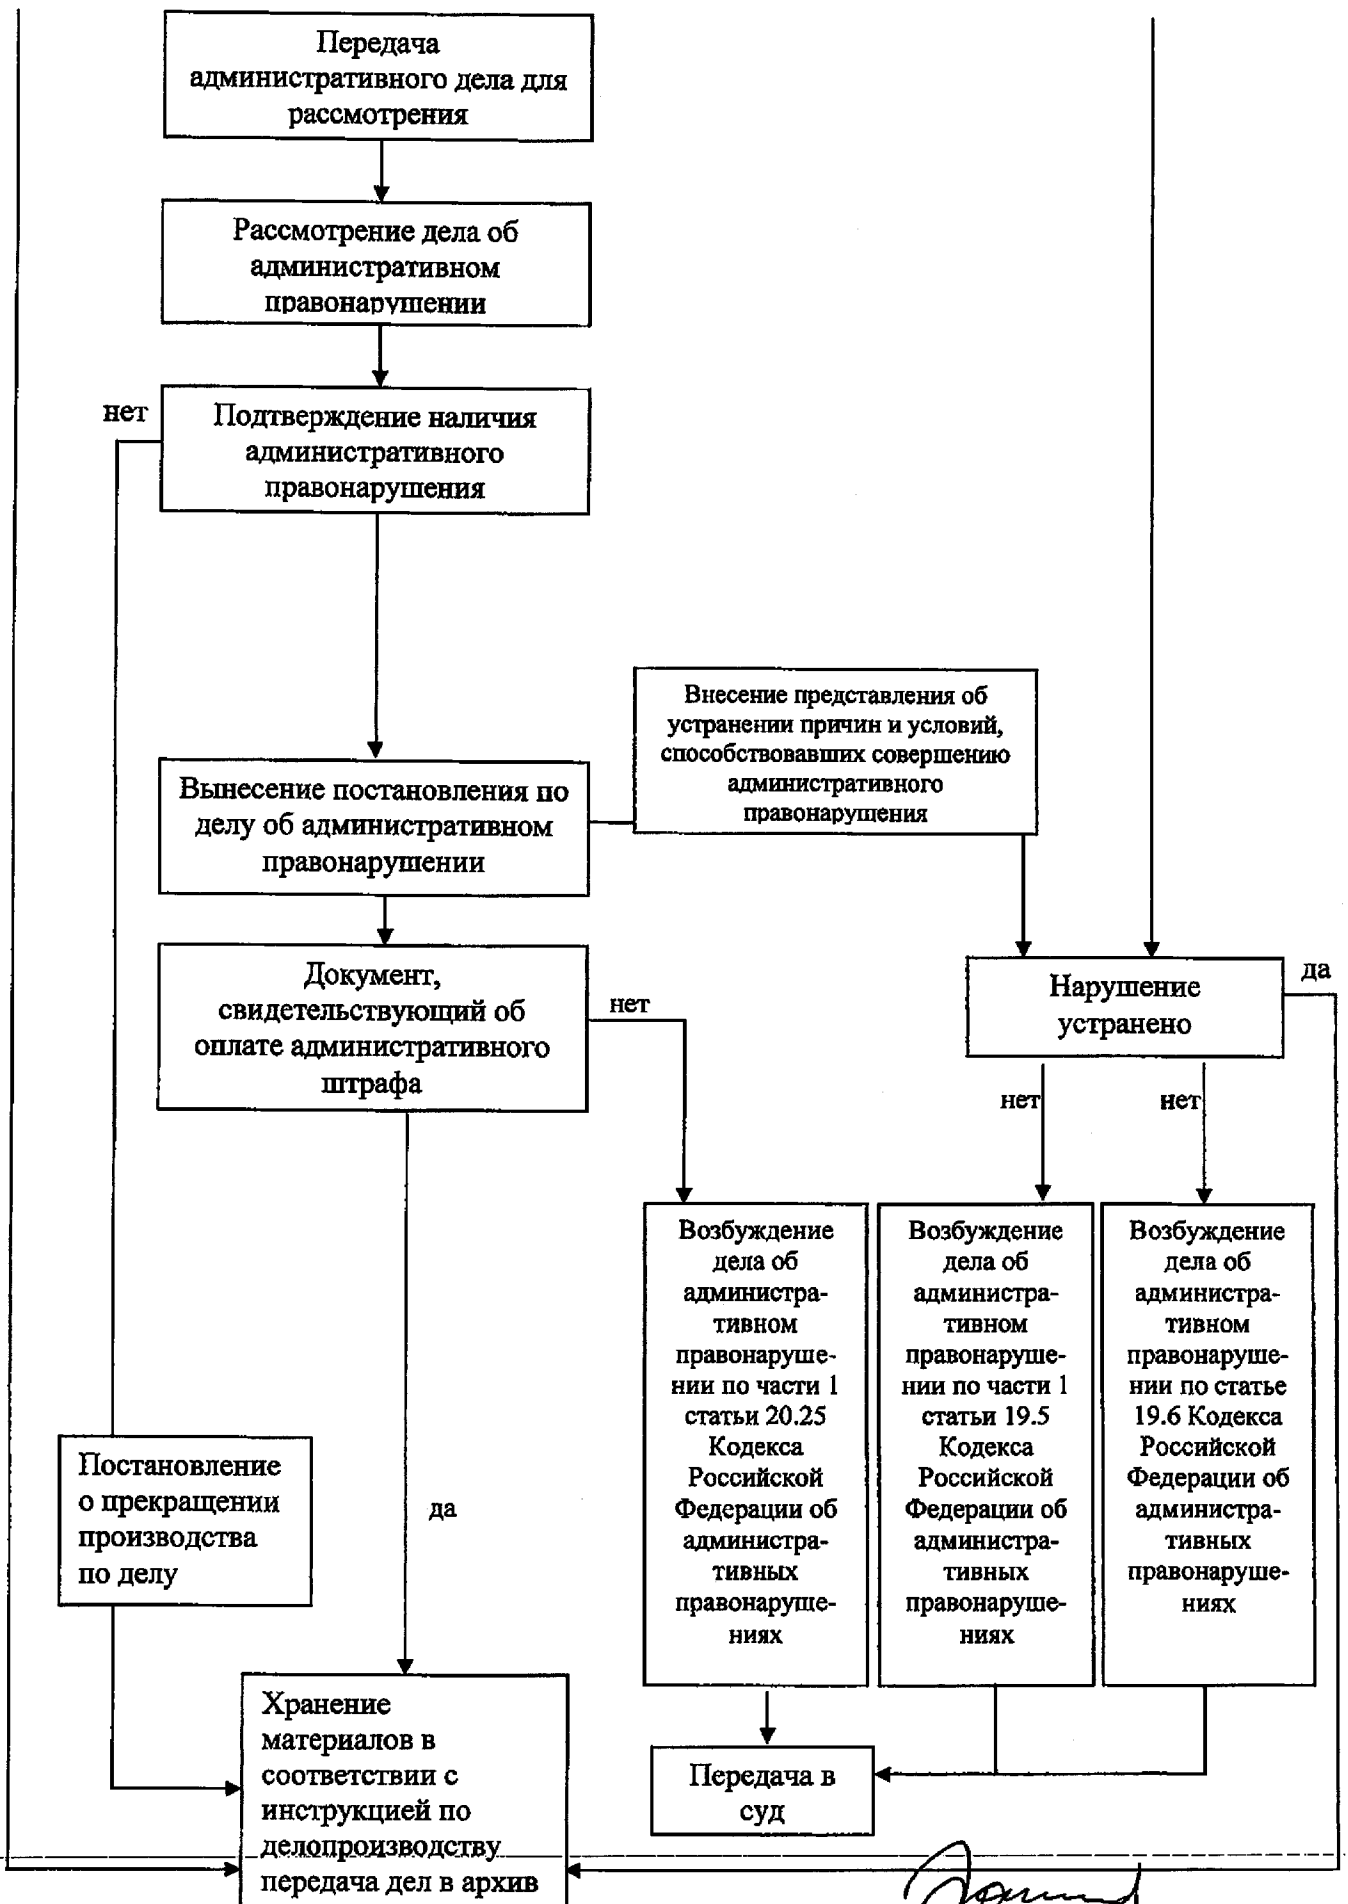 Передача
административного дела для
рассмотрения
Рассмотрение дела об
административном
правонарушении
нет
Подтверждение наличия
административного
правонарушения
Внесение представления об
устранении причин и условий,
способствовавших совершению
административного
правонарушения
Вынесение постановления по
делу об административном
правонарушении
Документ,
свидетельствующий об
оплате административного
штрафа
нет
Нарушение
устранено
да
нет
нет
Возбуждение
дела об
администра-
тивном
правонаруше-
нии по части 1
статьи 20.25
Кодекса
Российской
Федерации об
администра-
тивных
правонаруше-
ниях
Возбуждение
дела об
администра-
тивном
правонаруше-
нии по части 1
статьи 19.5
Кодекса
Российской
Федерации об
администра-
тивных
правонаруше-
ниях
Возбуждение
дела об
администра-
тивном
правонаруше-
нии по статье
19.6 Кодекса
Российской
Федерации об
администра-
тивных
правонаруше-
ниях
Постановление
о прекращении
производства
по делу
да
Хранение
материалов в
соответствии с
инструкцией по
делопроизводству
передача дел в архив
Передача в
суд